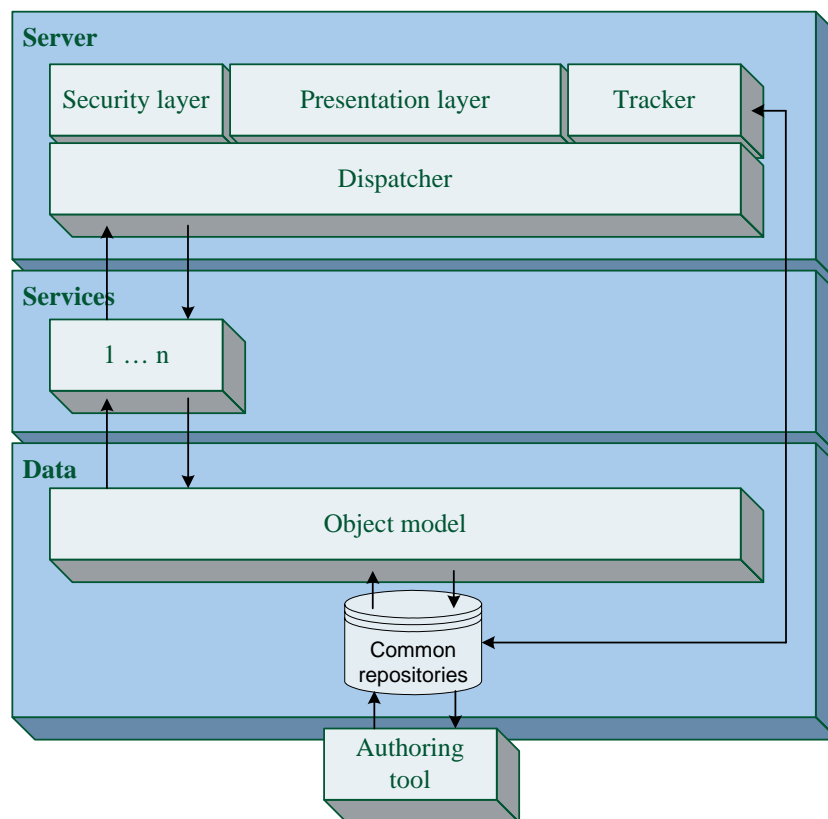 Server
Security layer
Presentation layer
Tracker
Dispatcher
Services
1 … n
Data
Object model
Common
repositories
Authoring
tool